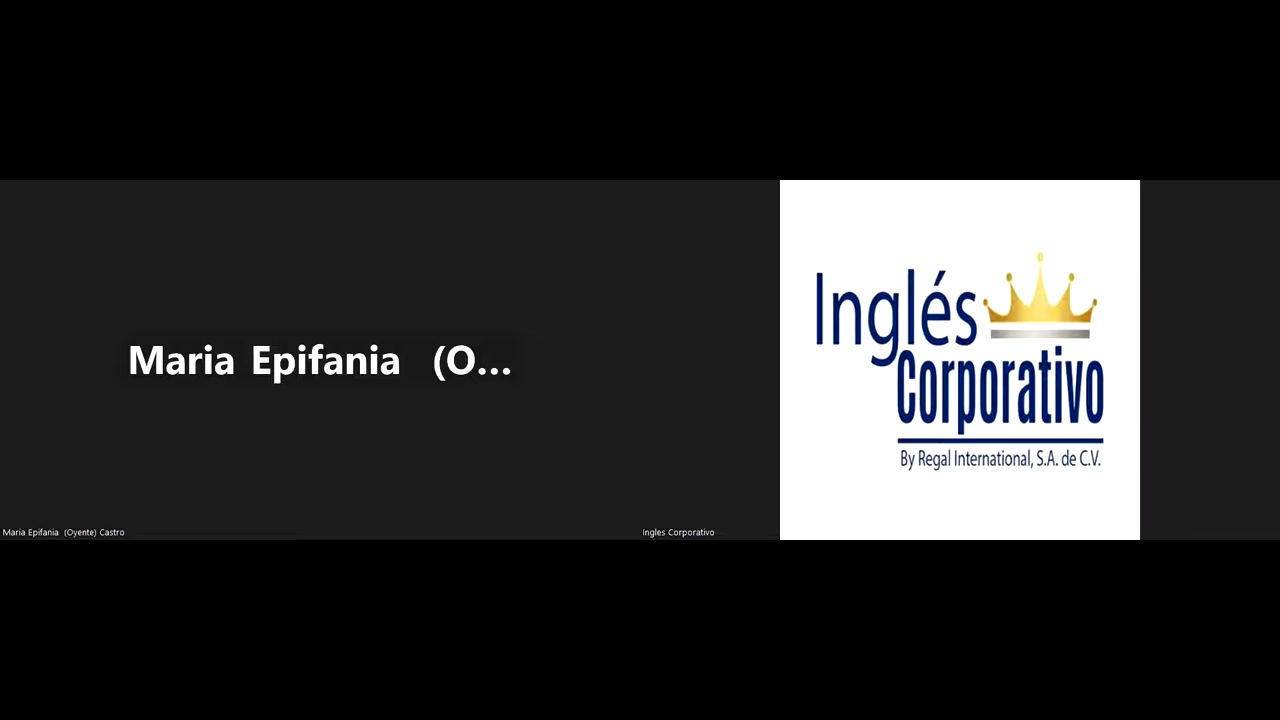 Maria Epifania (O...
Maria Epifania (Oyente) Castro
Inglés
Corporativo
By Regal International, S.A. de C.V.
Ingles Corporativo